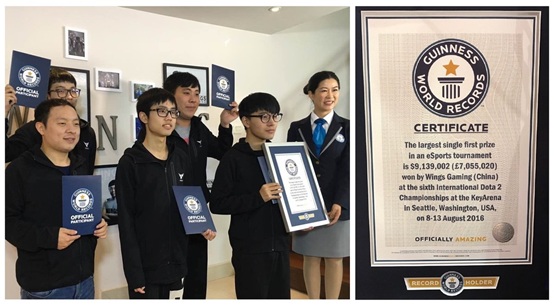 OFFICIAL
PARTICIPANT
OFFICIAL
PARTICIPANT
W N N
OFFICIAL
PARTICIPANT
OFFICIAL
PARTICIPANT
GUINNESS
WORLD RECORDS
CERTIFICATE
The largest single first prize
in an eSports tournament
is $9,139,002 (£7,055,020)
won by Wings Gaming (China)
at the sixth International Dota 2
Championships at the KeyArena
in Seattle, Washington, USA,
on 8-13 August 2016
OFFICIALLY AMAZING
RECORD HOLDER